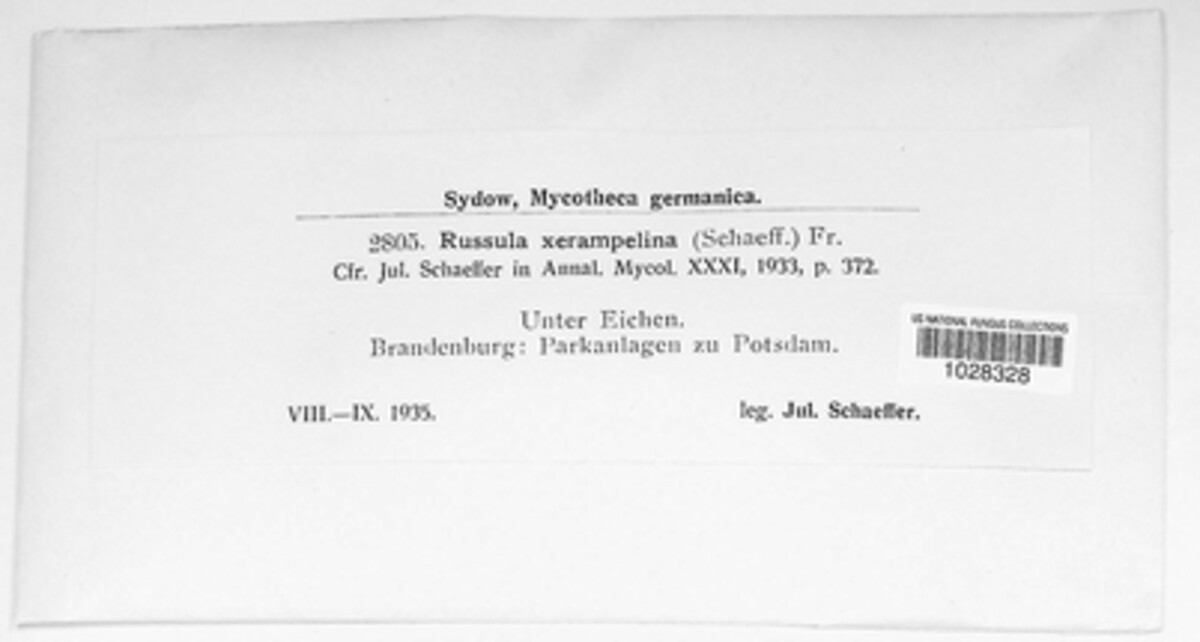 Sydow, Mycotheca germanica.
2805. Russula xerampelina (Schaeff.) Fr.
Cfr. Jul. Schaeffer in Annal. Mycol. XXXI, 1933, p. 372.
Unter Eichen.
Brandenburg: Parkanlagen zu Potsdam.
US NATIONAL FUNGUS COLLECTIONS
1028328
VIII.—IX. 1935.
leg. Jul. Schaeffer.